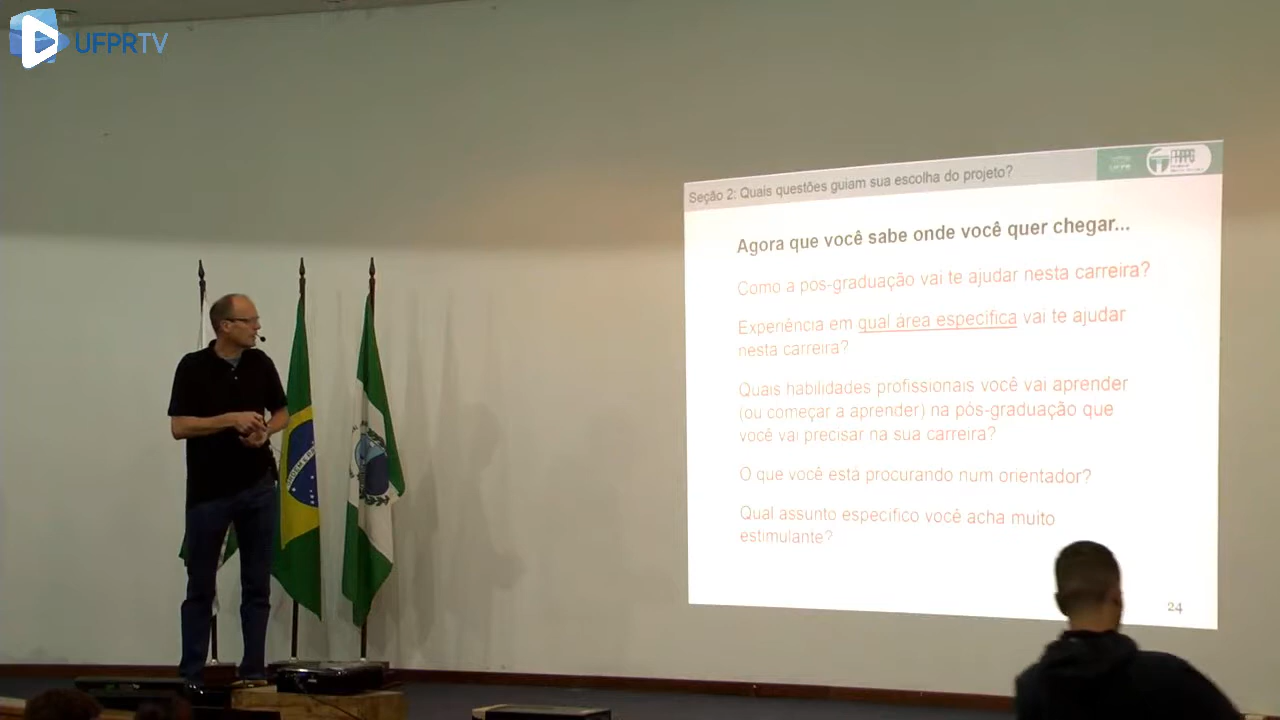 UFPRTV
Seção 2: Quais questões guiam sua escolha do projeto?
PRPPG
Agora que você sabe onde você quer chegar...
Como a pós-graduação vai te ajudar nesta carreira?
Experiência em qual área específica vai te ajudar
nesta carreira?
Quais habilidades profissionais você vai aprender
(ou começar a aprender) na pós-graduação que
você vai precisar na sua carreira?
O que você está procurando num orientador?
Qual assunto específico você acha muito
estimulante?
24